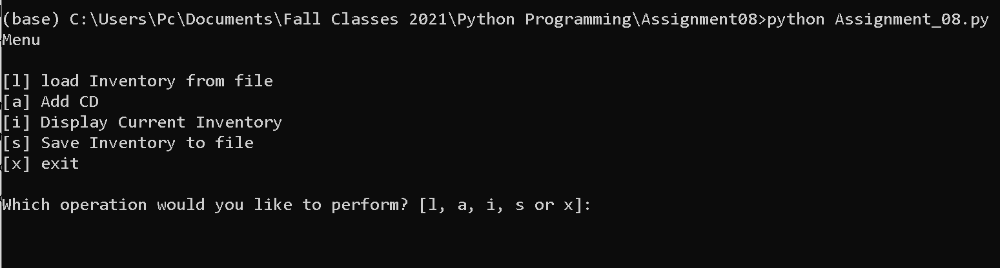 (base) C:\Users\Pc\Documents\Fall Classes 2021\Python Programming\Assignment08>python Assignment_08.py
Menu
[l] load Inventory from file
[a] Add CD
[i] Display Current Inventory
[s] Save Inventory to file
[x] exit
Which operation would you like to perform? [l, a, i, s or x]: